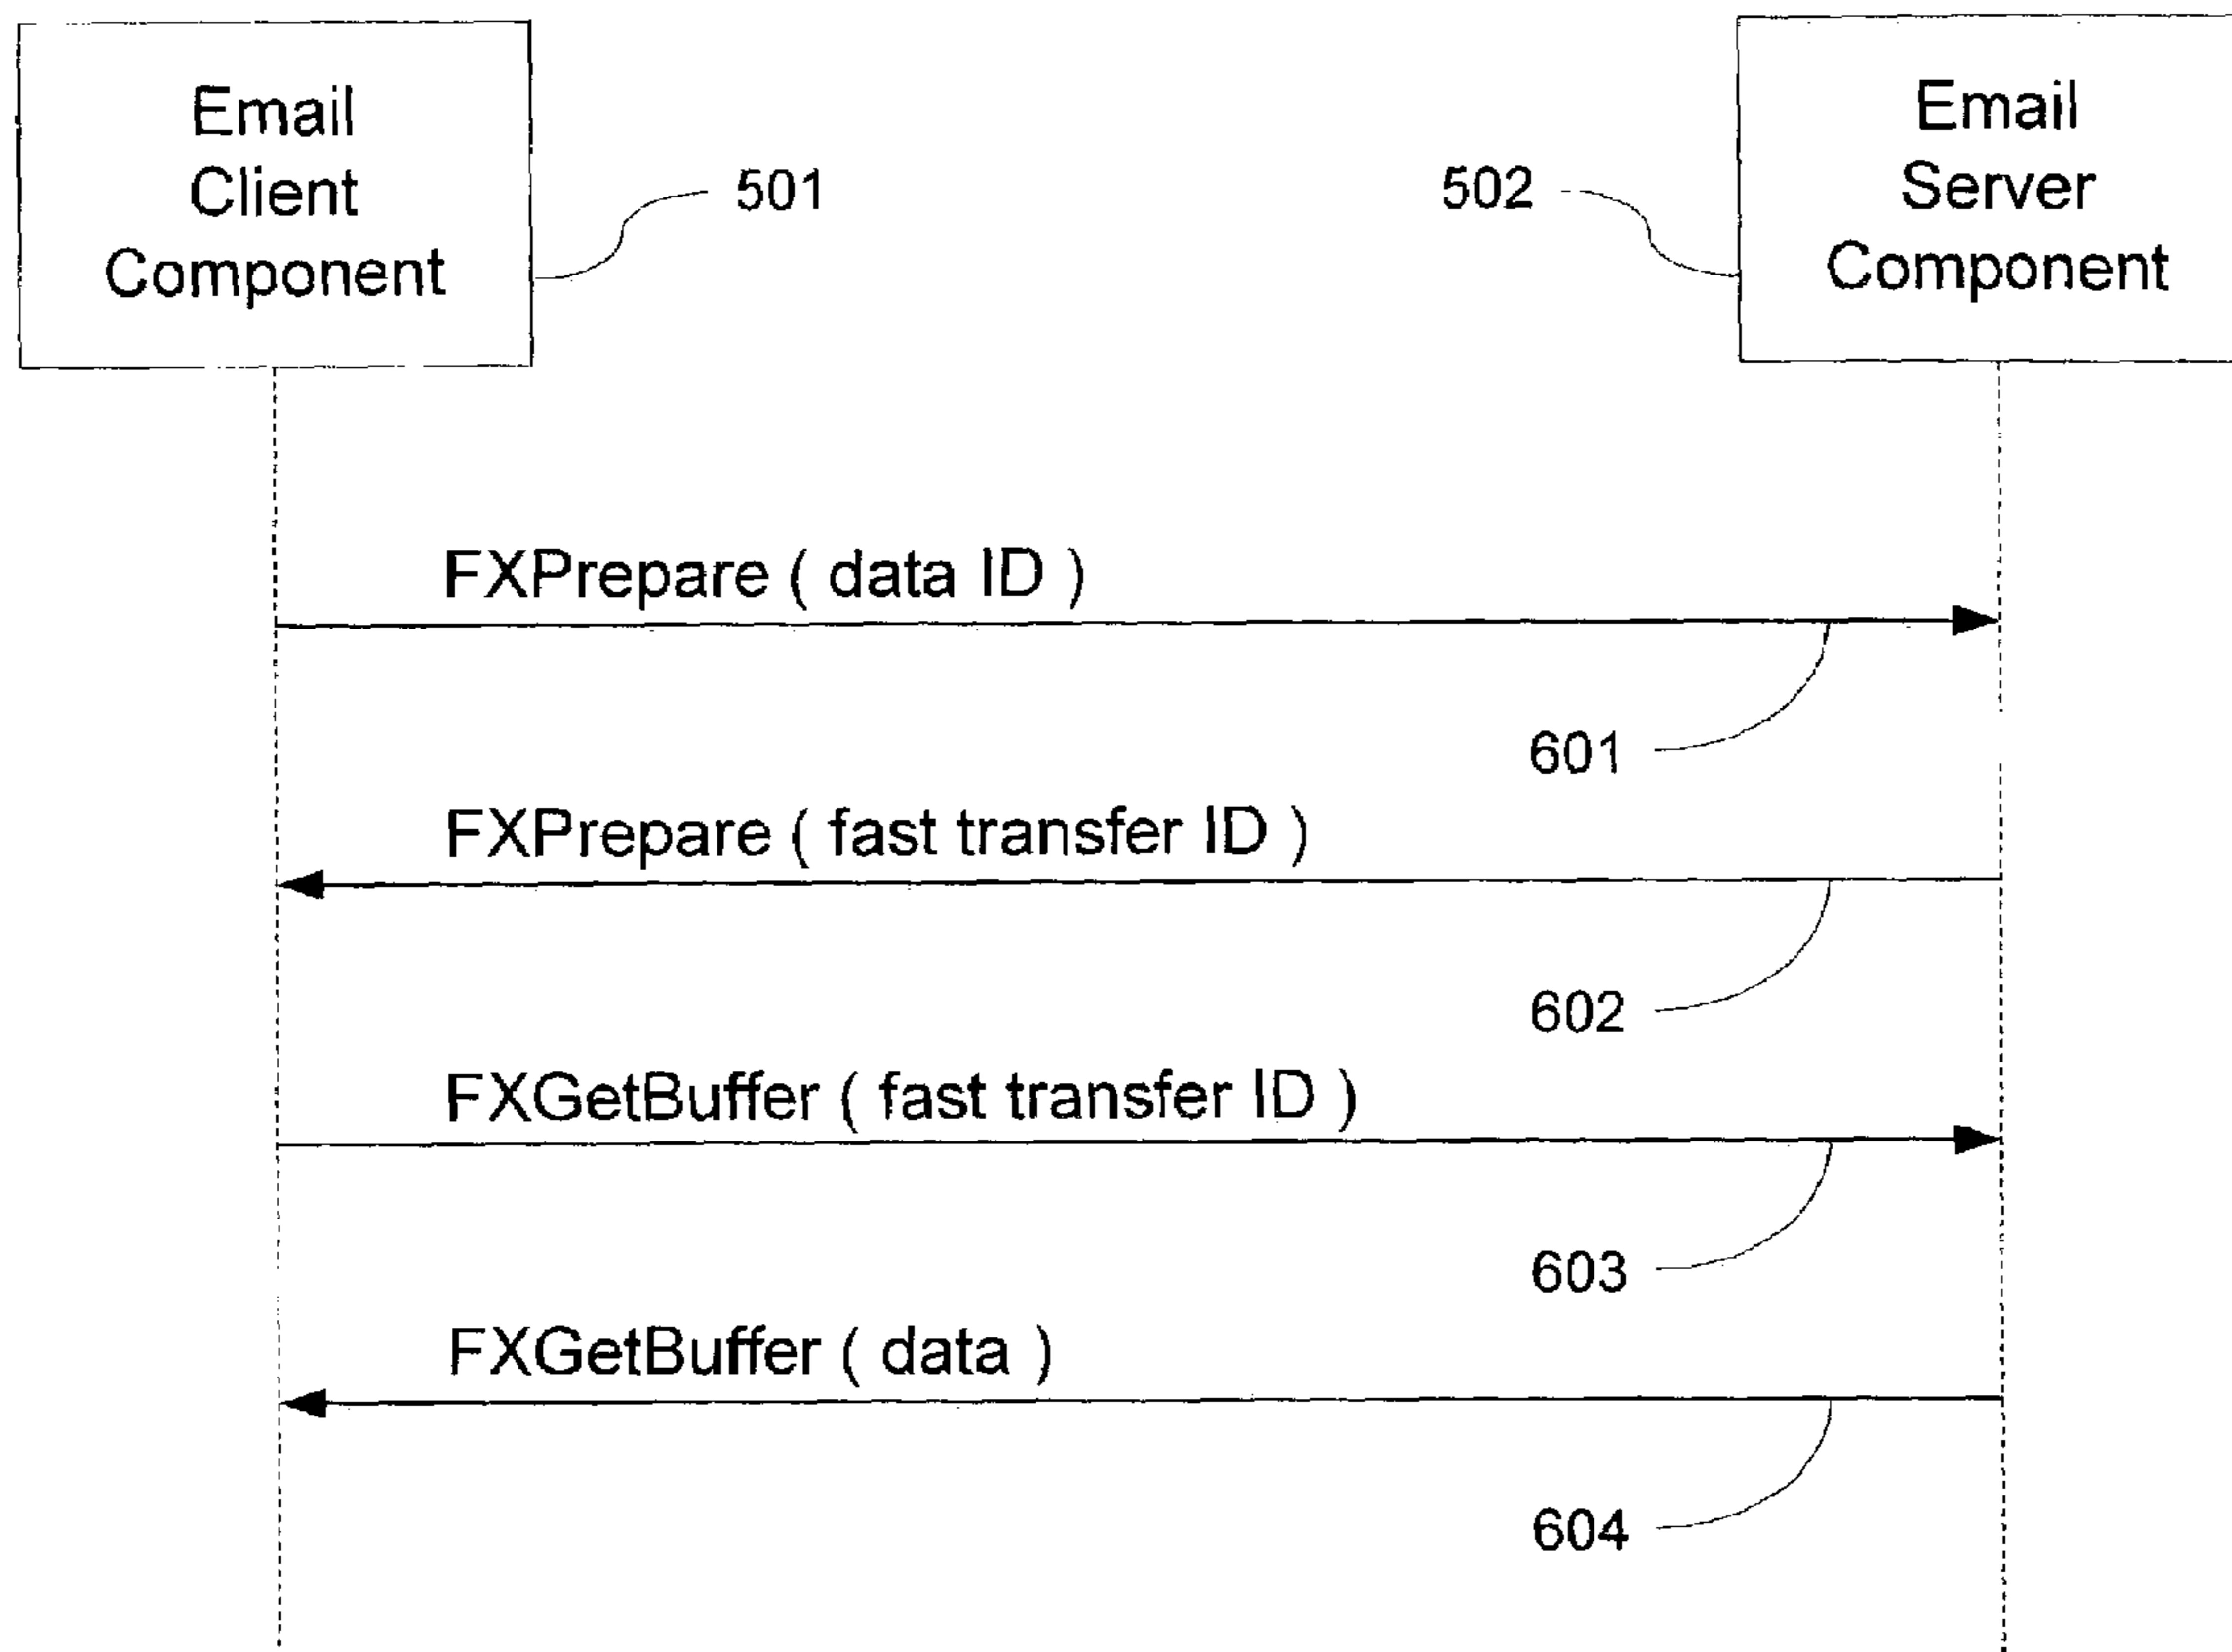 Email
Client
Component
501
502
Email
Server
Component
FXPrepare ( data ID )
601
FXPrepare ( fast transfer ID )
602
FXGetBuffer ( fast transfer ID )
603
FXGetBuffer ( data )
604